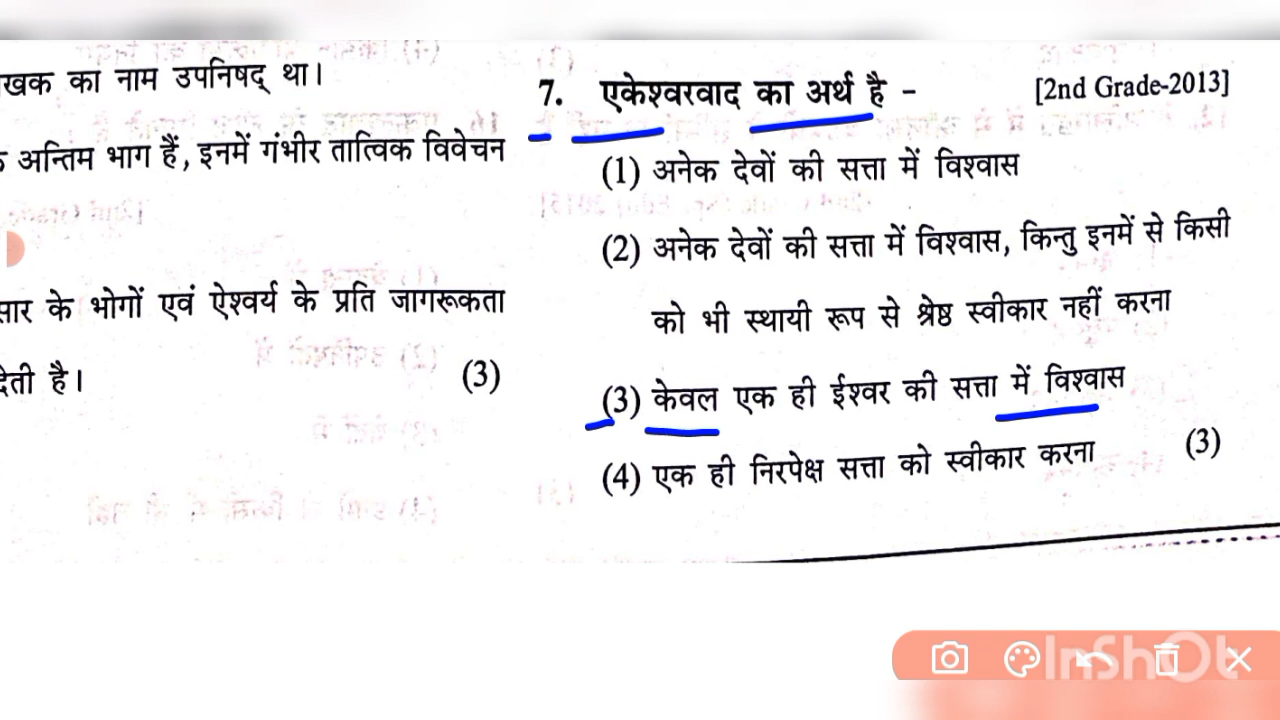 खक का नाम उपनिषद् था।
अन्तिम भाग हैं, इनमें गंभीर तात्विक विवेचन
सार के भोगों एवं ऐश्वर्य के प्रति जागरूकता
देती है। (3)
7. एकेश्वरवाद का अर्थ है - [2nd Grade-2013]
(1) अनेक देवों की सत्ता में विश्वास
(2) अनेक देवों की सत्ता में विश्वास, किन्तु इनमें से किसी
को भी स्थायी रूप से श्रेष्ठ स्वीकार नहीं करना
(3) केवल एक ही ईश्वर की सत्ता में विश्वास
(4) एक ही निरपेक्ष सत्ता को स्वीकार करना (3)
InShOt